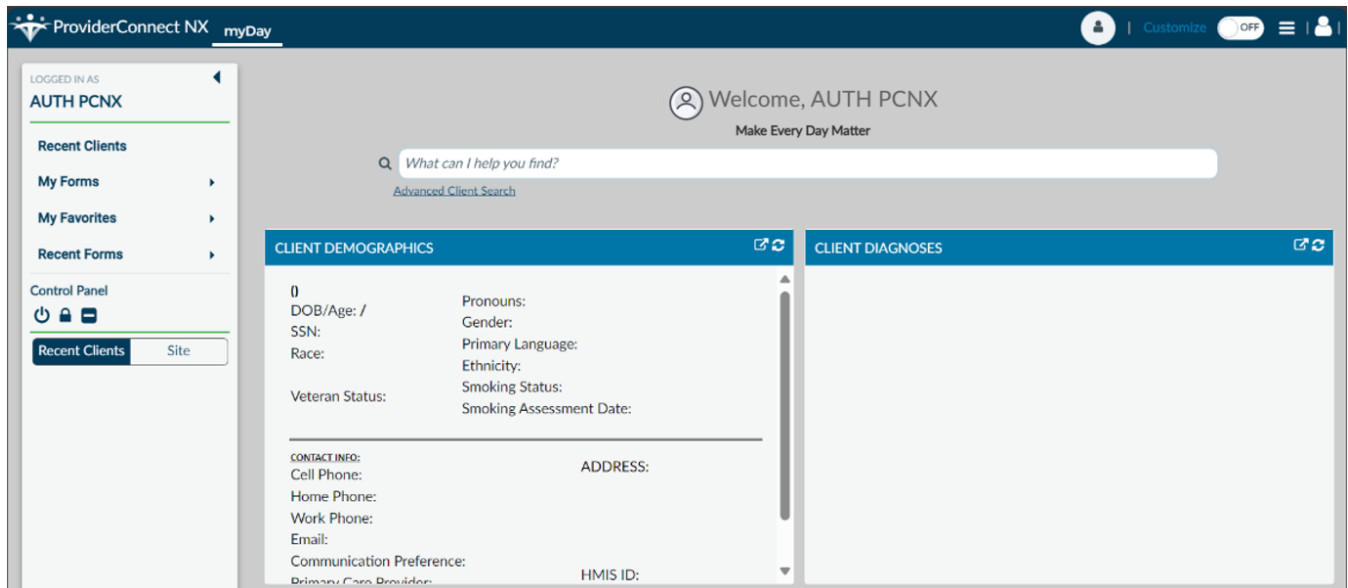 ProviderConnect NX myDay
| Customize OFF | |
LOGGED IN AS
AUTH PCNX
Recent Clients
My Forms
My Favorites
Recent Forms
Control Panel
Recent Clients Site
Welcome, AUTH PCNX
Make Every Day Matter
What can I help you find?
Advanced Client Search
CLIENT DEMOGRAPHICS
()
DOB/Age: /
SSN:
Race:
Veteran Status:
Pronouns:
Gender:
Primary Language:
Ethnicity:
Smoking Status:
Smoking Assessment Date:
CONTACT INFO:
Cell Phone:
Home Phone:
Work Phone:
Email:
Communication Preference:
Primary Care Provider:
ADDRESS:
HMIS ID:
CLIENT DIAGNOSES